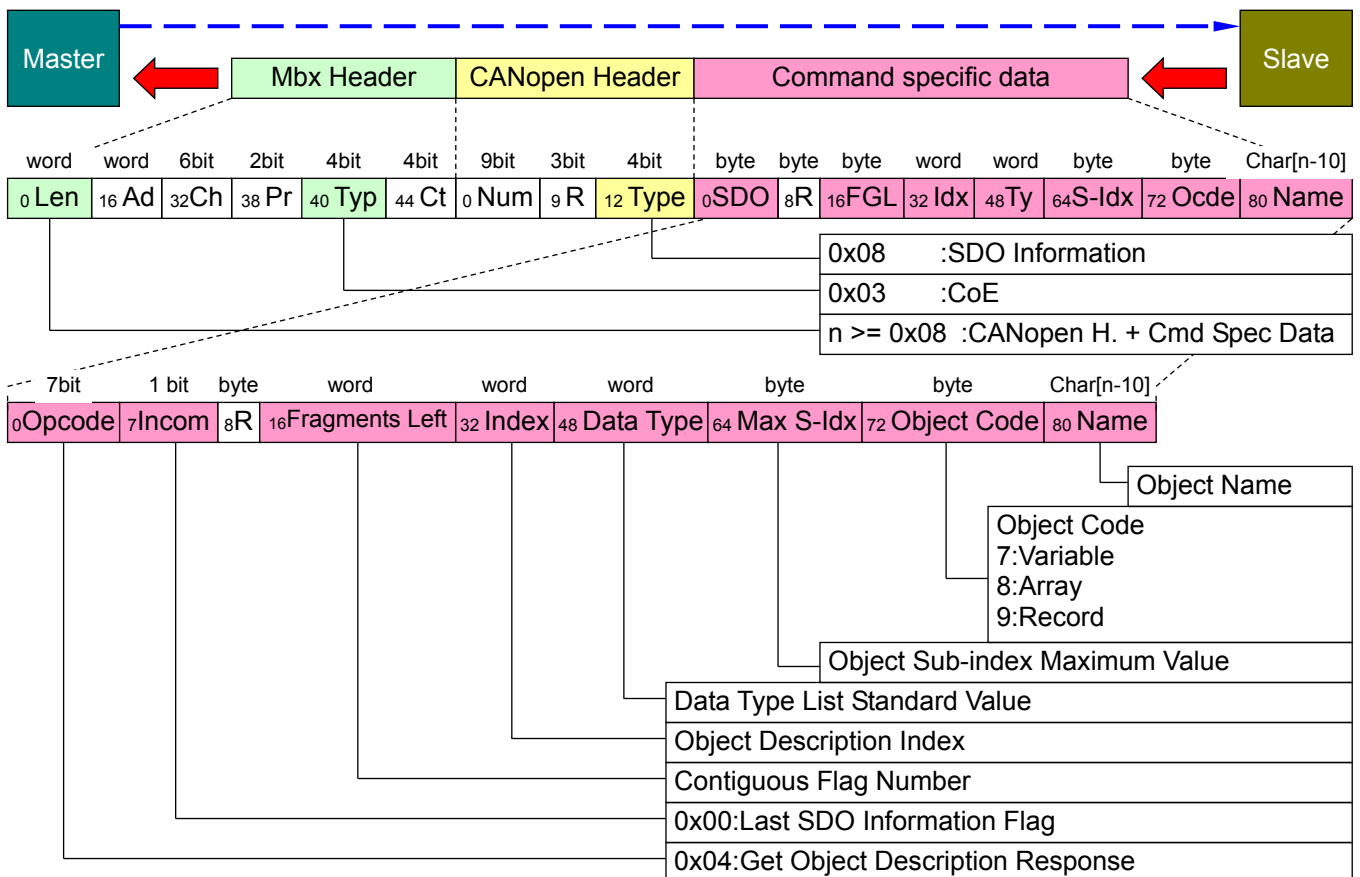 Master
Slave
Mbx Header CANopen Header Command specific data
word word 6bit 2bit 4bit 4bit 9bit 3bit 4bit byte byte byte word word byte byte Char[n-10]
0 Len 16 Ad 32Ch 38 Pr 40 Typ 44 Ct 0 Num 9 R 12 Type 0SDO 8R 16FGL 32 Idx 48Ty 64S-Idx 72 Ocde 80 Name
0x08 :SDO Information
0x03 :CoE
n >= 0x08 :CANopen H. + Cmd Spec Data
7bit 1 bit byte word word word byte byte Char[n-10]
0Opcode 7Incom 8R 16Fragments Left 32 Index 48 Data Type 64 Max S-Idx 72 Object Code 80 Name
Object Name
Object Code
7:Variable
8:Array
9:Record
Object Sub-index Maximum Value
Data Type List Standard Value
Object Description Index
Contiguous Flag Number
0x00:Last SDO Information Flag
0x04:Get Object Description Response